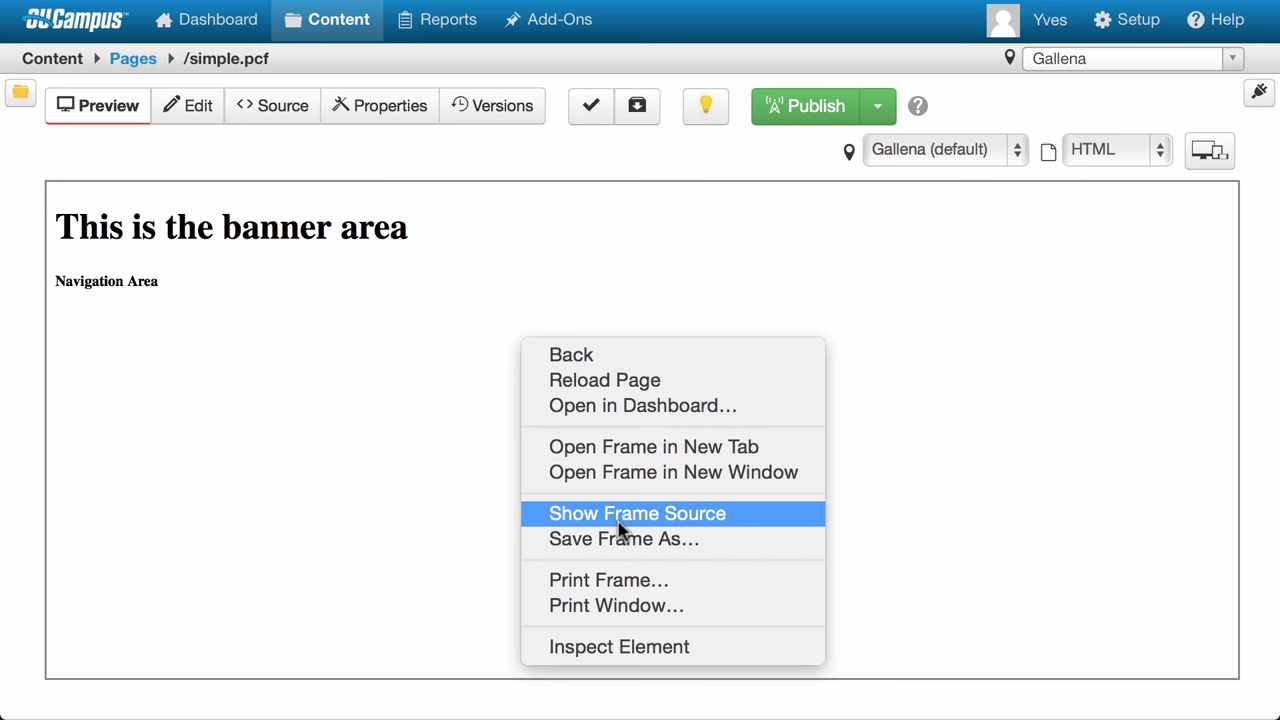 OUCampus™ Dashboard Content Reports Add-Ons Yves Setup Help
Content Pages /simple.pcf Gallena
Preview Edit Source Properties Versions Publish
Gallena (default) HTML
This is the banner area
Navigation Area
Back
Reload Page
Open in Dashboard...
Open Frame in New Tab
Open Frame in New Window
Show Frame Source
Save Frame As...
Print Frame...
Print Window...
Inspect Element